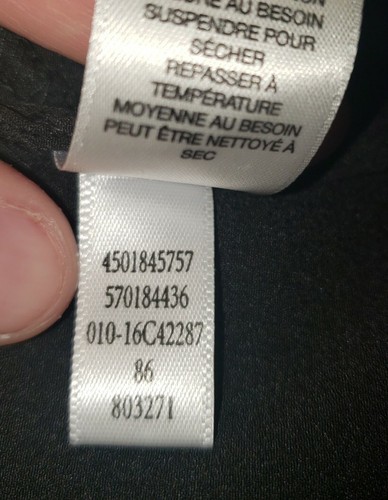 AU BESOIN
SUSPENDRE POUR
SÉCHER
REPASSER À
TEMPÉRATURE
MOYENNE AU BESOIN
PEUT ÊTRE NETTOYÉ À
SEC
4501845757
570184436
010-16C42287
86
803271